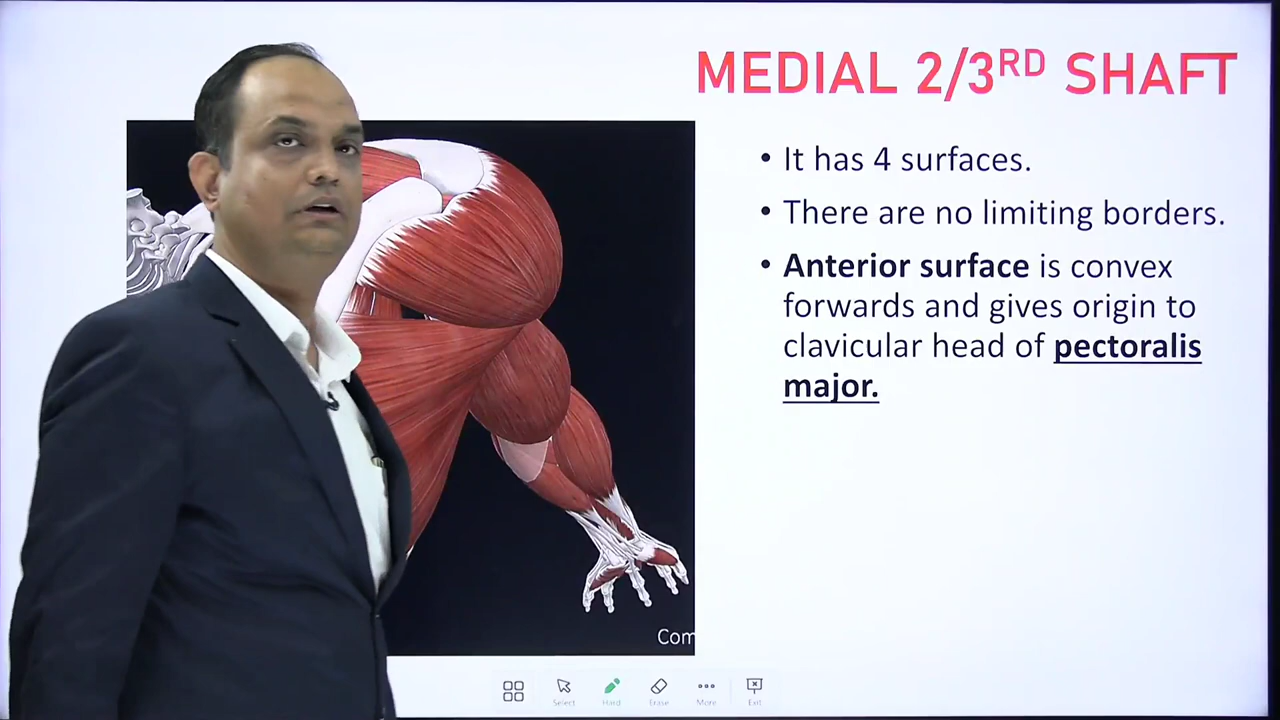 MEDIAL 2/3RD SHAFT
• It has 4 surfaces.
• There are no limiting borders.
• Anterior surface is convex
forwards and gives origin to
clavicular head of pectoralis
major.
Com
Select
Hard
Erase
More
Exit